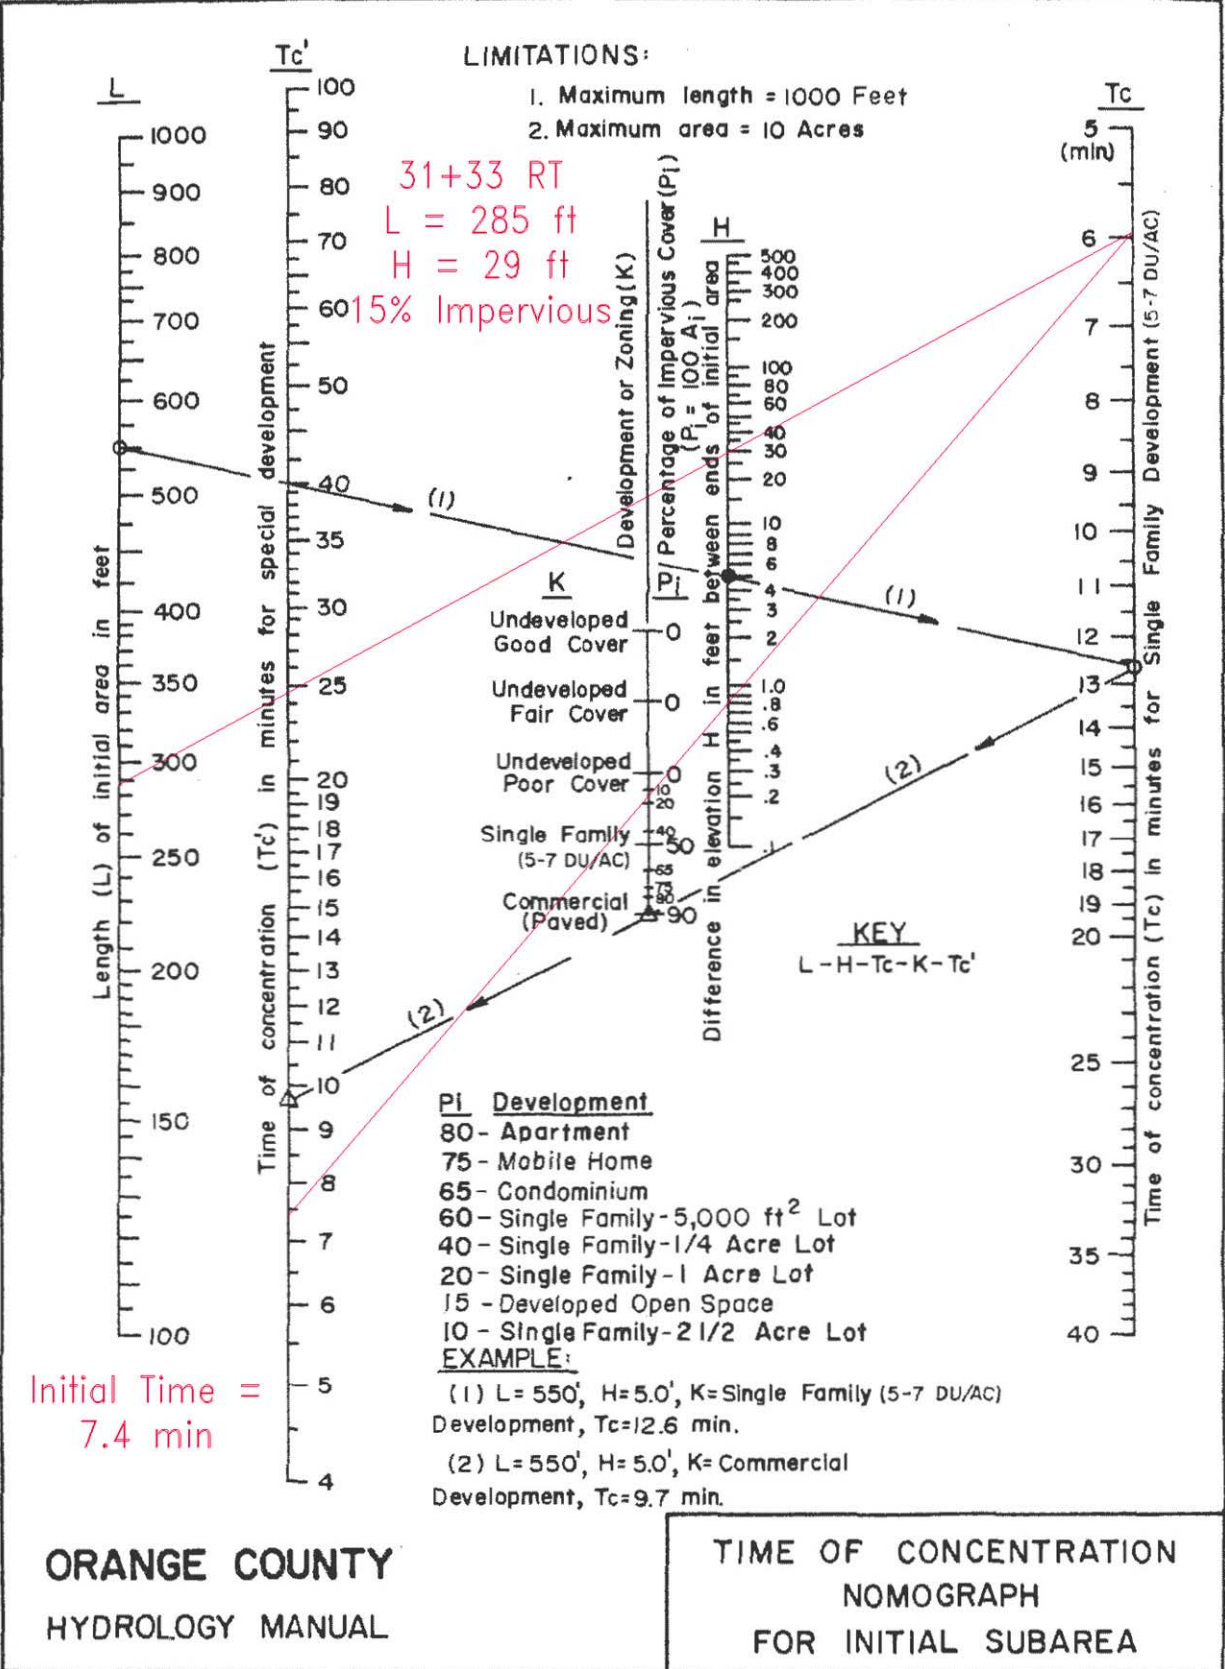 LIMITATIONS:
1. Maximum length = 1000 Feet
2. Maximum area = 10 Acres
L
1000
900
800
700
600
500
400
350
300
250
200
150
100
Length (L) of initial area in feet
Tc'
100
90
80
70
60
50
40
35
30
25
20
19
18
17
16
15
14
13
12
11
10
9
8
7
6
5
4
Time of concentration (Tc') in minutes for special development
31+33 RT
L = 285 ft
H = 29 ft
15% Impervious
Development or Zoning (K)
Percentage of Impervious Cover (Pi)
(Pi = 100 Ai)
K
Pi
Undeveloped
Good Cover
0
Undeveloped
Fair Cover
0
Undeveloped
Poor Cover
0
10
20
Single Family
(5-7 DU/AC)
40
50
65
75
80
Commercial
(Paved)
90
H
500
400
300
200
100
80
60
40
30
20
10
8
6
4
3
2
1.0
.8
.6
.4
.3
.2
.1
Difference in elevation H in feet between ends of initial area
Tc
5
(min)
6
7
8
9
10
11
12
13
14
15
16
17
18
19
20
25
30
35
40
Time of concentration (Tc) in minutes for Single Family Development (5-7 DU/AC)
(1)
(1)
(2)
(2)
KEY
L-H-Tc-K-Tc'
Pi Development
80- Apartment
75- Mobile Home
65- Condominium
60- Single Family-5,000 ft² Lot
40- Single Family-1/4 Acre Lot
20- Single Family-1 Acre Lot
15 -Developed Open Space
10 - Single Family-2 1/2 Acre Lot
EXAMPLE:
(1) L= 550', H=5.0', K=Single Family (5-7 DU/AC)
Development, Tc=12.6 min.
(2) L= 550', H= 5.0', K= Commercial
Development, Tc=9.7 min.
Initial Time =
7.4 min
ORANGE COUNTY
HYDROLOGY MANUAL
TIME OF CONCENTRATION
NOMOGRAPH
FOR INITIAL SUBAREA